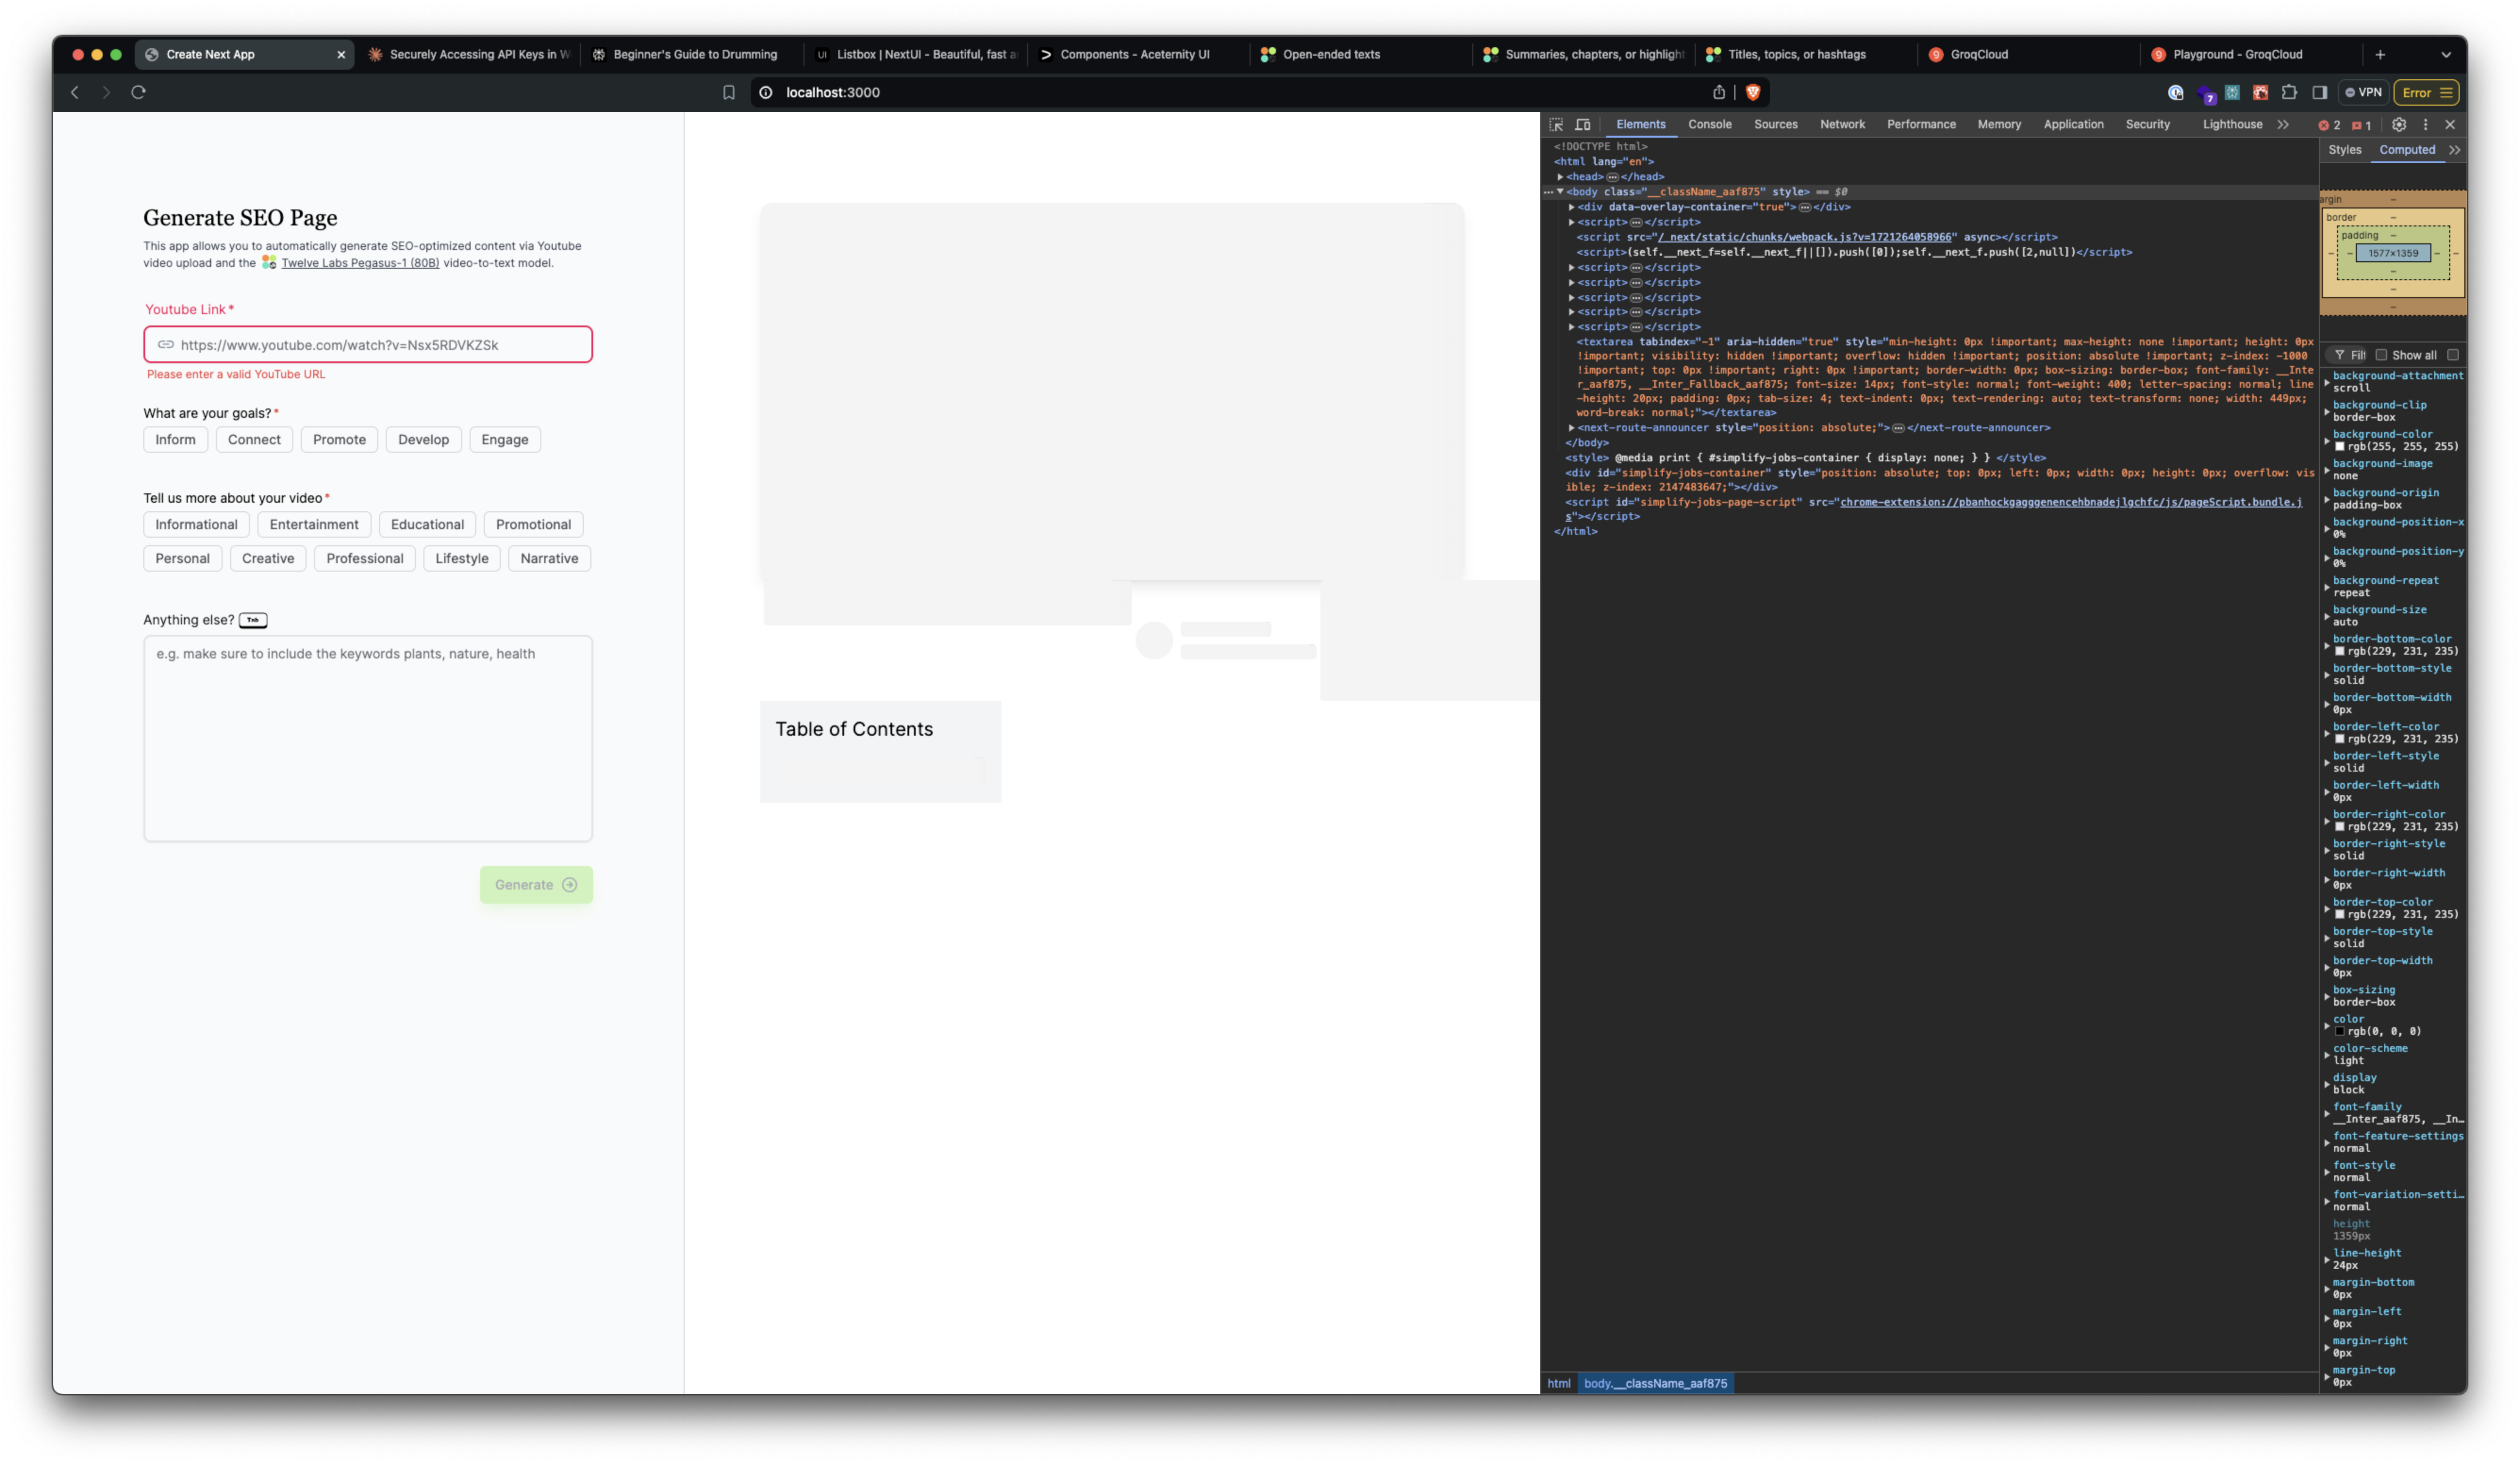 Create Next App
Securely Accessing API Keys in W
Beginner's Guide to Drumming
UI Listbox | NextUI - Beautiful, fast a
Components - Aceternity UI
Open-ended texts
Summaries, chapters, or highlight
Titles, topics, or hashtags
GroqCloud
Playground - GroqCloud
localhost:3000
7
VPN
Error
Generate SEO Page
This app allows you to automatically generate SEO-optimized content via Youtube
video upload and the Twelve Labs Pegasus-1 (80B) video-to-text model.
Youtube Link*
https://www.youtube.com/watch?v=Nsx5RDVKZSk
Please enter a valid YouTube URL
What are your goals?*
Inform Connect Promote Develop Engage
Tell us more about your video*
Informational Entertainment Educational Promotional
Personal Creative Professional Lifestyle Narrative
Anything else? Tab
e.g. make sure to include the keywords plants, nature, health
Generate
Table of Contents
Elements Console Sources Network Performance Memory Application Security Lighthouse 2 1
<!DOCTYPE html>
<html lang="en">
<head>…</head>
<body class="__className_aaf875" style> == $0
<div data-overlay-container="true">…</div>
<script>…</script>
<script src="/_next/static/chunks/webpack.js?v=1721264058966" async></script>
<script>(self.__next_f=self.__next_f||[]).push([0]);self.__next_f.push([2,null])</script>
<script>…</script>
<script>…</script>
<script>…</script>
<script>…</script>
<script>…</script>
<textarea tabindex="-1" aria-hidden="true" style="min-height: 0px !important; max-height: none !important; height: 0px
!important; visibility: hidden !important; overflow: hidden !important; position: absolute !important; z-index: -1000
!important; top: 0px !important; right: 0px !important; border-width: 0px; box-sizing: border-box; font-family: __Inte
r_aaf875, __Inter_Fallback_aaf875; font-size: 14px; font-style: normal; font-weight: 400; letter-spacing: normal; line
-height: 20px; padding: 0px; tab-size: 4; text-indent: 0px; text-rendering: auto; text-transform: none; width: 449px;
word-break: normal;"></textarea>
<next-route-announcer style="position: absolute;">…</next-route-announcer>
</body>
<style> @media print { #simplify-jobs-container { display: none; } } </style>
<div id="simplify-jobs-container" style="position: absolute; top: 0px; left: 0px; width: 0px; height: 0px; overflow: vis
ible; z-index: 2147483647;"></div>
<script id="simplify-jobs-page-script" src="chrome-extension://pbanhockgagggenencehbnadejlgchfc/js/pageScript.bundle.j
s"></script>
</html>
html body.__className_aaf875
Styles Computed
argin –
border –
padding –
– – 1577×1359 – –
–
–
–
Filt Show all
background-attachment
scroll
background-clip
border-box
background-color
rgb(255, 255, 255)
background-image
none
background-origin
padding-box
background-position-x
0%
background-position-y
0%
background-repeat
repeat
background-size
auto
border-bottom-color
rgb(229, 231, 235)
border-bottom-style
solid
border-bottom-width
0px
border-left-color
rgb(229, 231, 235)
border-left-style
solid
border-left-width
0px
border-right-color
rgb(229, 231, 235)
border-right-style
solid
border-right-width
0px
border-top-color
rgb(229, 231, 235)
border-top-style
solid
border-top-width
0px
box-sizing
border-box
color
rgb(0, 0, 0)
color-scheme
light
display
block
font-family
__Inter_aaf875, __In…
font-feature-settings
normal
font-style
normal
font-variation-setti…
normal
height
1359px
line-height
24px
margin-bottom
0px
margin-left
0px
margin-right
0px
margin-top
0px